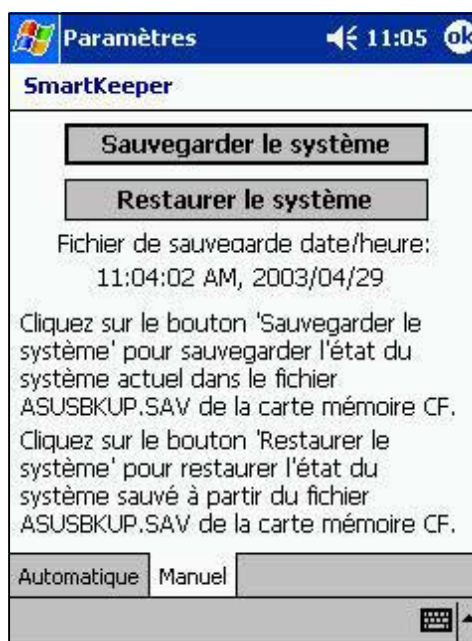 Paramètres 11:05 ok
SmartKeeper
Sauvegarder le système
Restaurer le système
Fichier de sauvegarde date/heure:
11:04:02 AM, 2003/04/29
Cliquez sur le bouton 'Sauvegarder le
système' pour sauvegarder l'état du
système actuel dans le fichier
ASUSBKUP.SAV de la carte mémoire CF.
Cliquez sur le bouton 'Restaurer le
système' pour restaurer l'état du
système sauvé à partir du fichier
ASUSBKUP.SAV de la carte mémoire CF.
Automatique Manuel